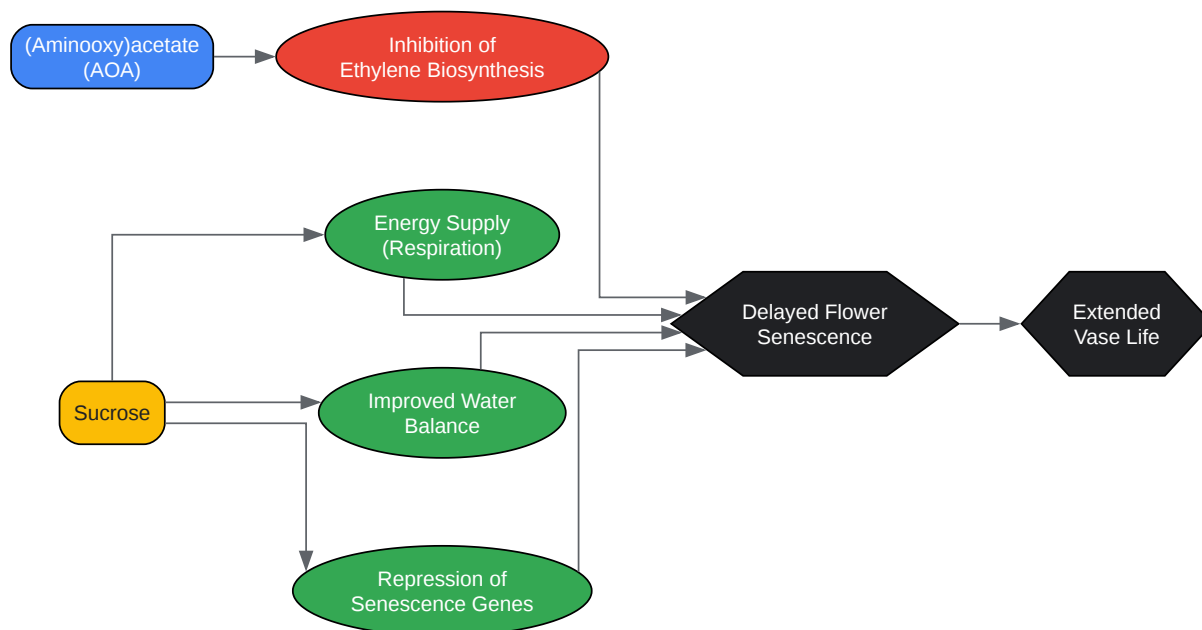 (Aminooxy)acetate
(AOA)
Inhibition of
Ethylene Biosynthesis
Energy Supply
(Respiration)
Delayed Flower
Senescence
Extended
Vase Life
Sucrose
Improved Water
Balance
Repression of
Senescence Genes